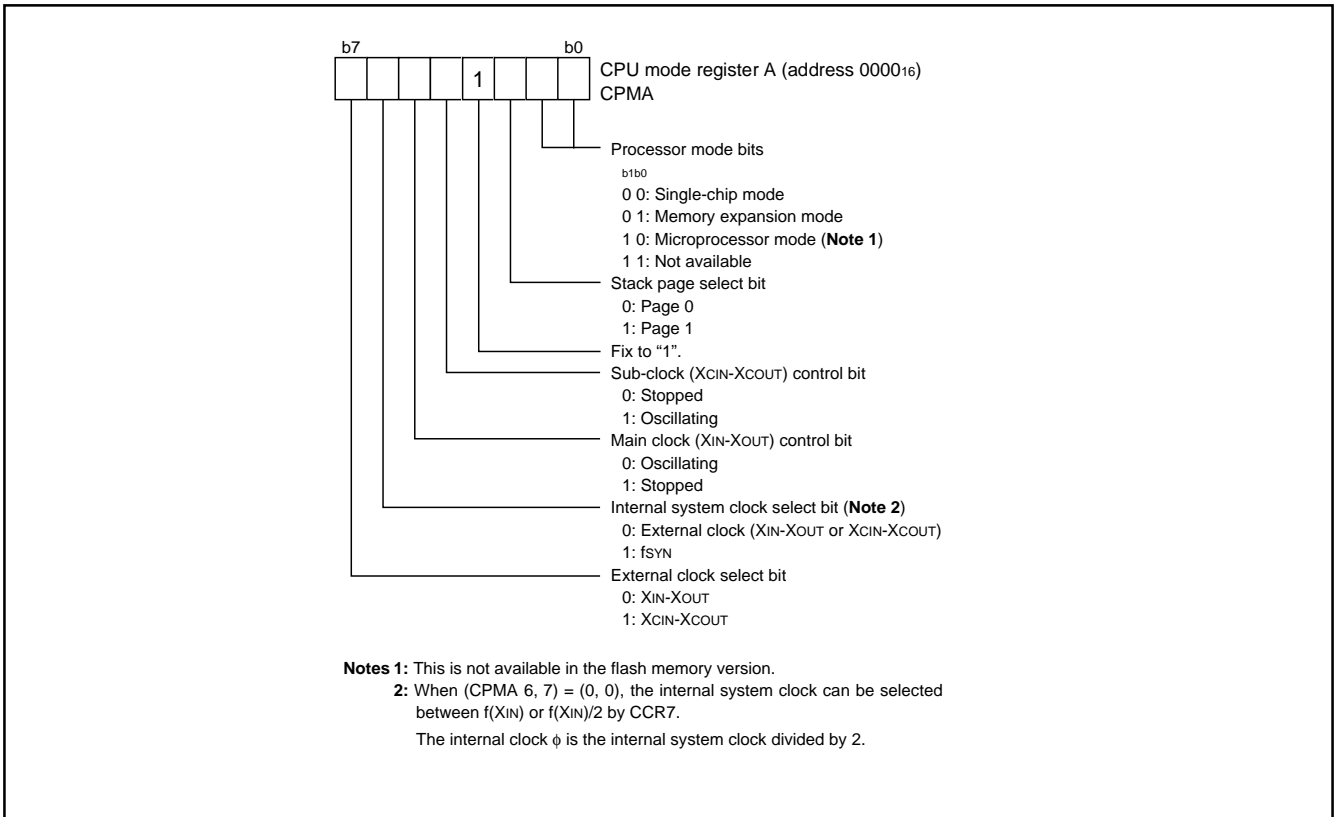 b7 b0
1
CPU mode register A (address 000016)
CPMA
Processor mode bits
b1b0
0 0: Single-chip mode
0 1: Memory expansion mode
1 0: Microprocessor mode (Note 1)
1 1: Not available
Stack page select bit
0: Page 0
1: Page 1
Fix to “1”.
Sub-clock (XCIN-XCOUT) control bit
0: Stopped
1: Oscillating
Main clock (XIN-XOUT) control bit
0: Oscillating
1: Stopped
Internal system clock select bit (Note 2)
0: External clock (XIN-XOUT or XCIN-XCOUT)
1: fSYN
External clock select bit
0: XIN-XOUT
1: XCIN-XCOUT
Notes 1: This is not available in the flash memory version.
2: When (CPMA 6, 7) = (0, 0), the internal system clock can be selected
between f(XIN) or f(XIN)/2 by CCR7.
The internal clock ϕ is the internal system clock divided by 2.